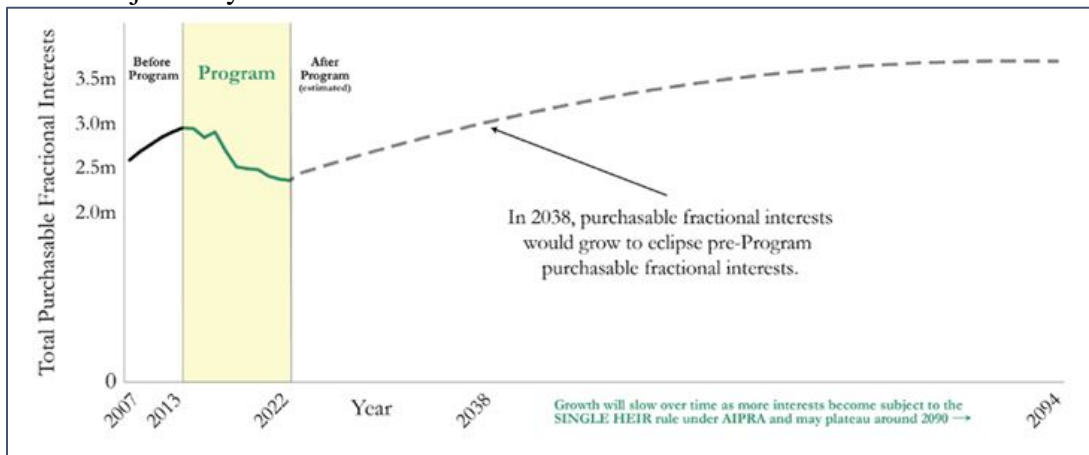 Before
Program
Program
After
Program
(estimated)
Total Purchasable Fractional Interests
3.5m
3.0m
2.5m
2.0m
0
In 2038, purchasable fractional interests
would grow to eclipse pre-Program
purchasable fractional interests.
2007
2013
2022
Year
2038
2094
Growth will slow over time as more interests become subject to the
SINGLE HEIR rule under AIPRA and may plateau around 2090 →